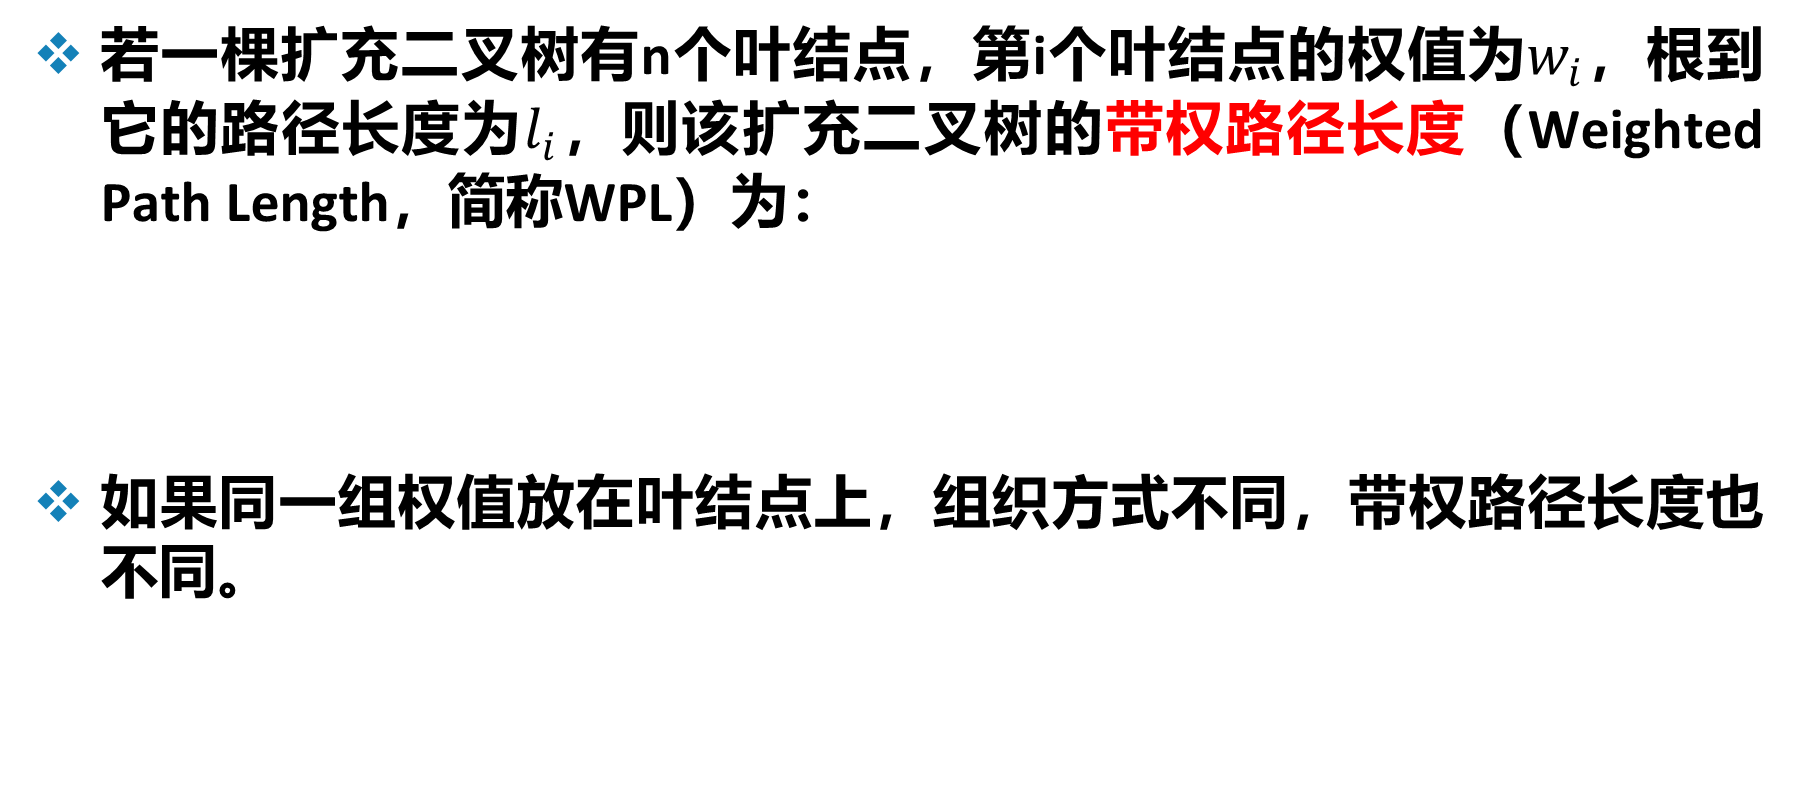 若一棵扩充二叉树有n个叶结点，第i个叶结点的权值为wᵢ，根到
它的路径长度为lᵢ，则该扩充二叉树的带权路径长度（Weighted
Path Length，简称WPL）为：
如果同一组权值放在叶结点上，组织方式不同，带权路径长度也
不同。